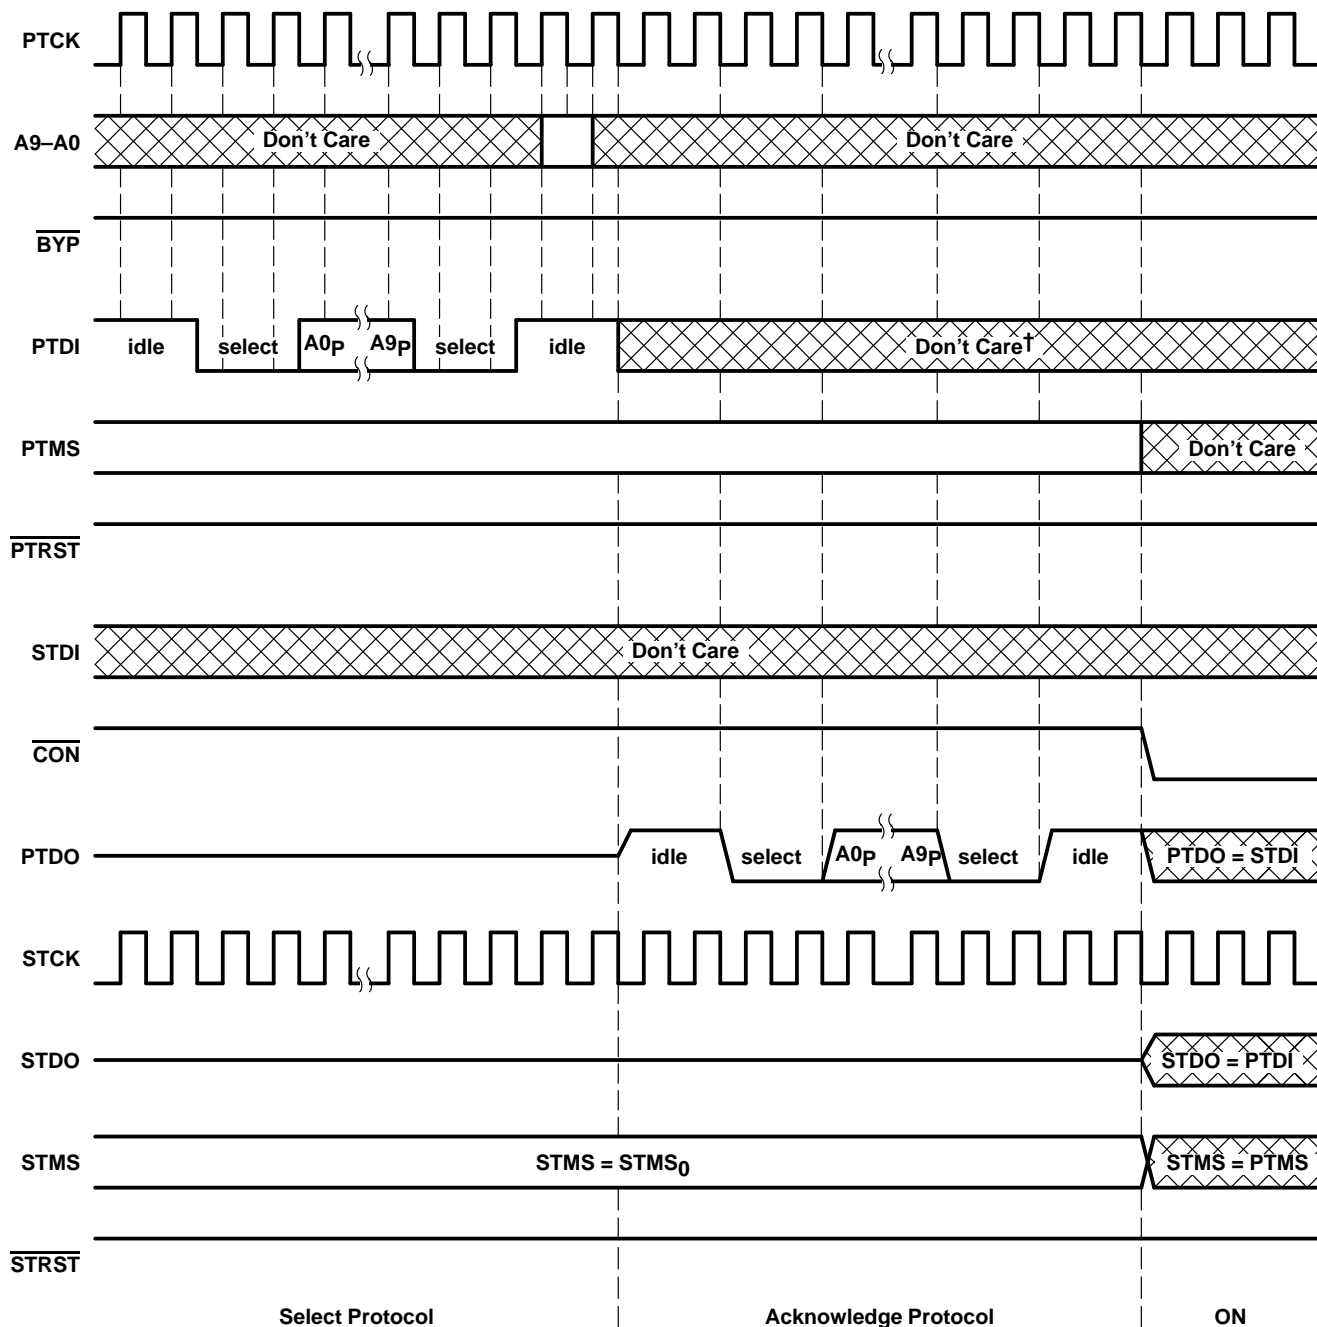 PTCK
A9–A0 Don't Care Don't Care
BYP
PTDI idle select A0P A9P select idle Don't Care†
PTMS Don't Care
PTRST
STDI Don't Care
CON
PTDO idle select A0P A9P select idle PTDO = STDI
STCK
STDO STDO = PTDI
STMS STMS = STMS0 STMS = PTMS
STRST
Select Protocol Acknowledge Protocol ON